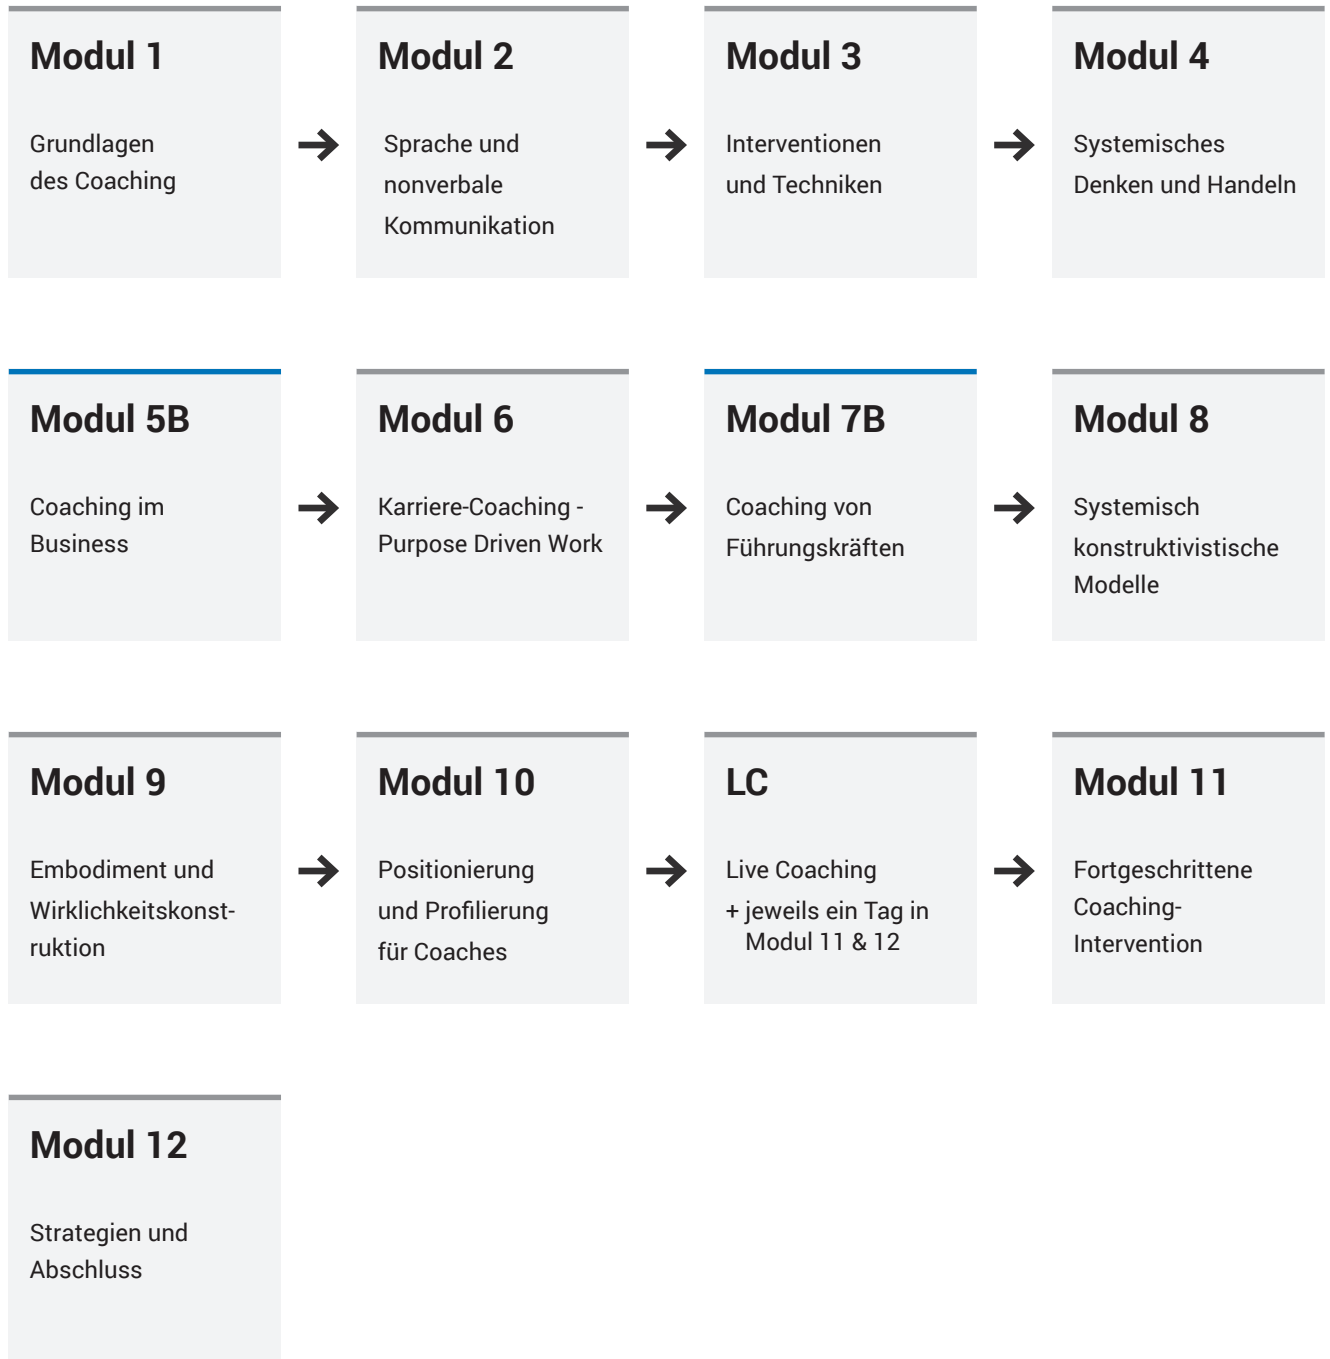 Modul 1
Grundlagen
des Coaching
Modul 2
Sprache und
nonverbale
Kommunikation
Modul 3
Interventionen
und Techniken
Modul 4
Systemisches
Denken und Handeln
Modul 5B
Coaching im
Business
Modul 6
Karriere-Coaching -
Purpose Driven Work
Modul 7B
Coaching von
Führungskräften
Modul 8
Systemisch
konstruktivistische
Modelle
Modul 9
Embodiment und
Wirklichkeitskonst-
ruktion
Modul 10
Positionierung
und Profilierung
für Coaches
LC
Live Coaching
+ jeweils ein Tag in
Modul 11 & 12
Modul 11
Fortgeschrittene
Coaching-
Intervention
Modul 12
Strategien und
Abschluss